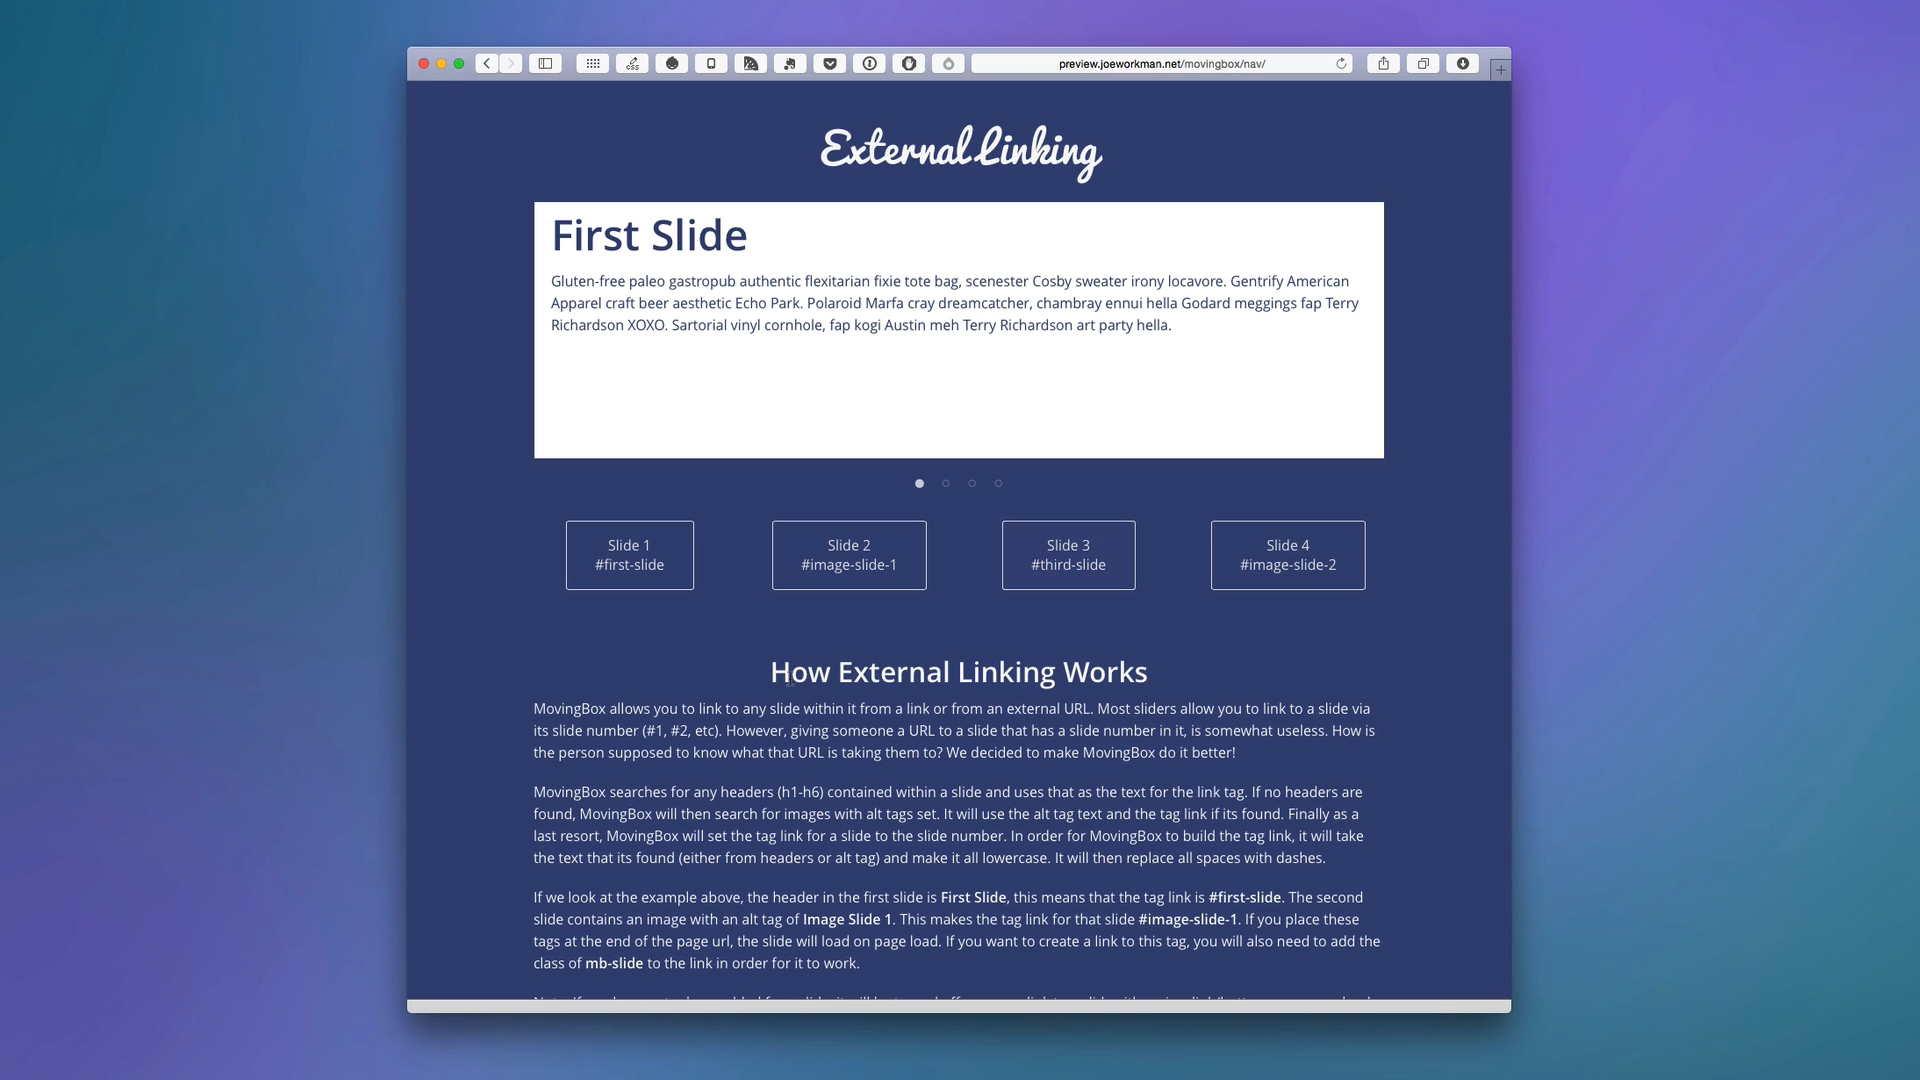 css
preview.joeworkman.net/movingbox/nav/
External Linking
First Slide
Gluten-free paleo gastropub authentic flexitarian fixie tote bag, scenester Cosby sweater irony locavore. Gentrify American
Apparel craft beer aesthetic Echo Park. Polaroid Marfa cray dreamcatcher, chambray ennui hella Godard meggings fap Terry
Richardson XOXO. Sartorial vinyl cornhole, fap kogi Austin meh Terry Richardson art party hella.
Slide 1
#first-slide
Slide 2
#image-slide-1
Slide 3
#third-slide
Slide 4
#image-slide-2
How External Linking Works
MovingBox allows you to link to any slide within it from a link or from an external URL. Most sliders allow you to link to a slide via
its slide number (#1, #2, etc). However, giving someone a URL to a slide that has a slide number in it, is somewhat useless. How is
the person supposed to know what that URL is taking them to? We decided to make MovingBox do it better!
MovingBox searches for any headers (h1-h6) contained within a slide and uses that as the text for the link tag. If no headers are
found, MovingBox will then search for images with alt tags set. It will use the alt tag text and the tag link if its found. Finally as a
last resort, MovingBox will set the tag link for a slide to the slide number. In order for MovingBox to build the tag link, it will take
the text that its found (either from headers or alt tag) and make it all lowercase. It will then replace all spaces with dashes.
If we look at the example above, the header in the first slide is First Slide, this means that the tag link is #first-slide. The second
slide contains an image with an alt tag of Image Slide 1. This makes the tag link for that slide #image-slide-1. If you place these
tags at the end of the page url, the slide will load on page load. If you want to create a link to this tag, you will also need to add the
class of mb-slide to the link in order for it to work.